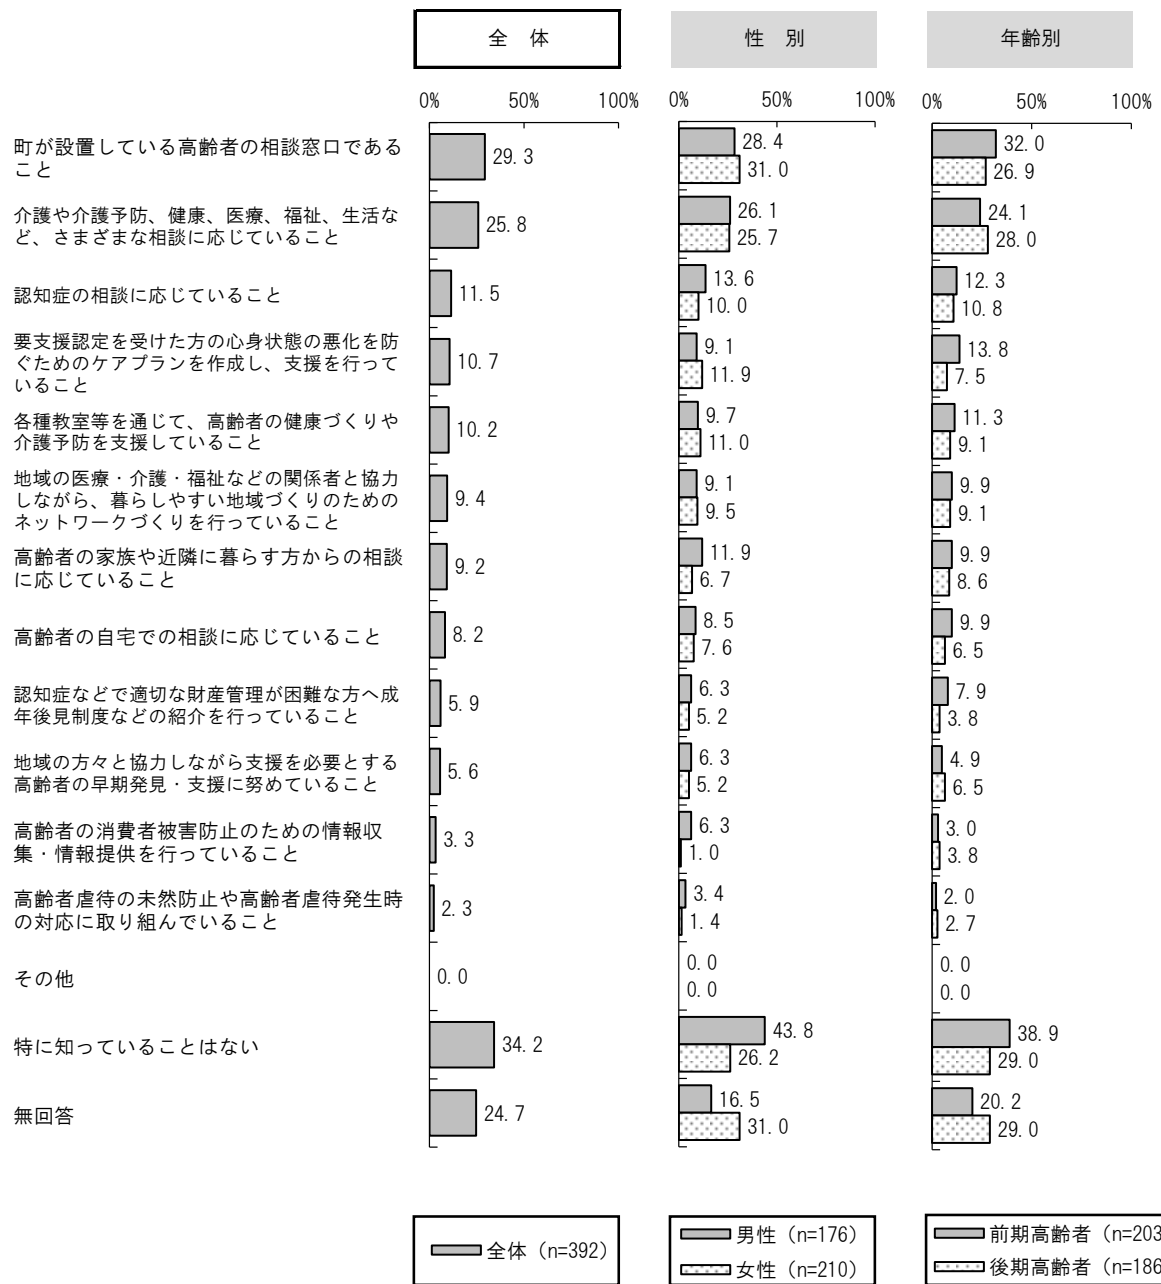 全 体
性 別
年齢別
0% 50% 100%
0% 50% 100%
0% 50% 100%
町が設置している高齢者の相談窓口である
こと
29.3
28.4
31.0
32.0
26.9
介護や介護予防、健康、医療、福祉、生活な
ど、さまざまな相談に応じていること
25.8
26.1
25.7
24.1
28.0
認知症の相談に応じていること
11.5
13.6
10.0
12.3
10.8
要支援認定を受けた方の心身状態の悪化を防
ぐためのケアプランを作成し、支援を行って
いること
10.7
9.1
11.9
13.8
7.5
各種教室等を通じて、高齢者の健康づくりや
介護予防を支援していること
10.2
9.7
11.0
11.3
9.1
地域の医療・介護・福祉などの関係者と協力
しながら、暮らしやすい地域づくりのための
ネットワークづくりを行っていること
9.4
9.1
9.5
9.9
9.1
高齢者の家族や近隣に暮らす方からの相談
に応じていること
9.2
11.9
6.7
9.9
8.6
高齢者の自宅での相談に応じていること
8.2
8.5
7.6
9.9
6.5
認知症などで適切な財産管理が困難な方へ成
年後見制度などの紹介を行っていること
5.9
6.3
5.2
7.9
3.8
地域の方々と協力しながら支援を必要とする
高齢者の早期発見・支援に努めていること
5.6
6.3
5.2
4.9
6.5
高齢者の消費者被害防止のための情報収
集・情報提供を行っていること
3.3
6.3
1.0
3.0
3.8
高齢者虐待の未然防止や高齢者虐待発生時
の対応に取り組んでいること
2.3
3.4
1.4
2.0
2.7
その他
0.0
0.0
0.0
0.0
0.0
特に知っていることはない
34.2
43.8
26.2
38.9
29.0
無回答
24.7
16.5
31.0
20.2
29.0
全体（n=392）
男性（n=176）
女性（n=210）
前期高齢者（n=203
後期高齢者（n=186